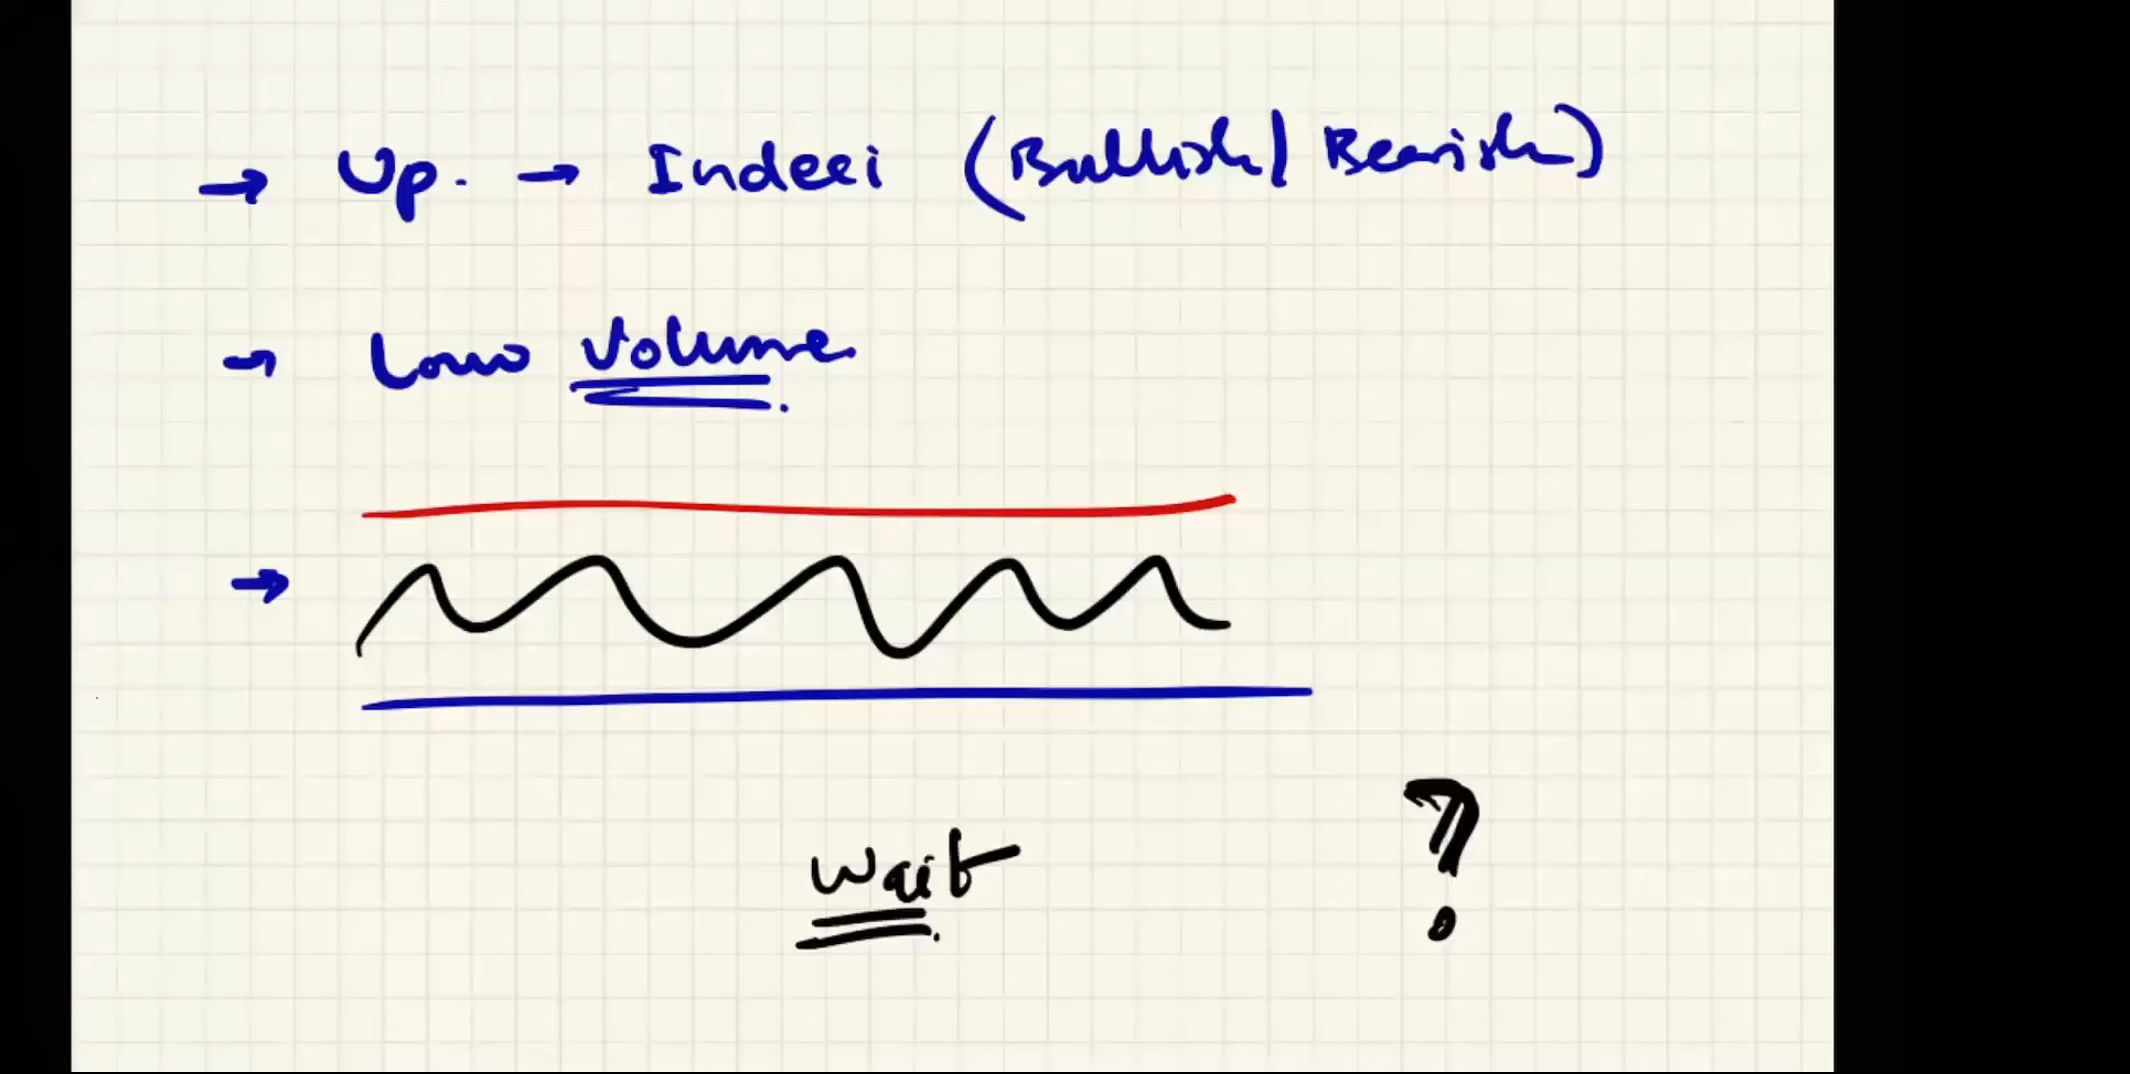 → Up. → Indeci (Bullish/Bearish)
→ Low Volume.
→
Wait.
?